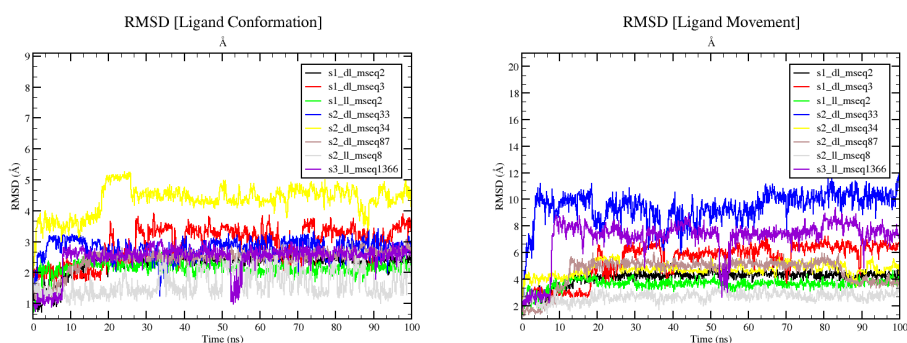 RMSD [Ligand Conformation]
Å
RMSD (Å)
9
8
7
6
5
4
3
2
1
s1_dl_mseq2
s1_dl_mseq3
s1_ll_mseq2
s2_dl_mseq33
s2_dl_mseq34
s2_dl_mseq87
s2_ll_mseq8
s3_ll_mseq1366
0 10 20 30 40 50 60 70 80 90 100
Time (ns)
RMSD [Ligand Movement]
Å
RMSD (Å)
20
18
16
14
12
10
8
6
4
2
s1_dl_mseq2
s1_dl_mseq3
s1_ll_mseq2
s2_dl_mseq33
s2_dl_mseq34
s2_dl_mseq87
s2_ll_mseq8
s3_ll_mseq1366
0 10 20 30 40 50 60 70 80 90 100
Time (ns)